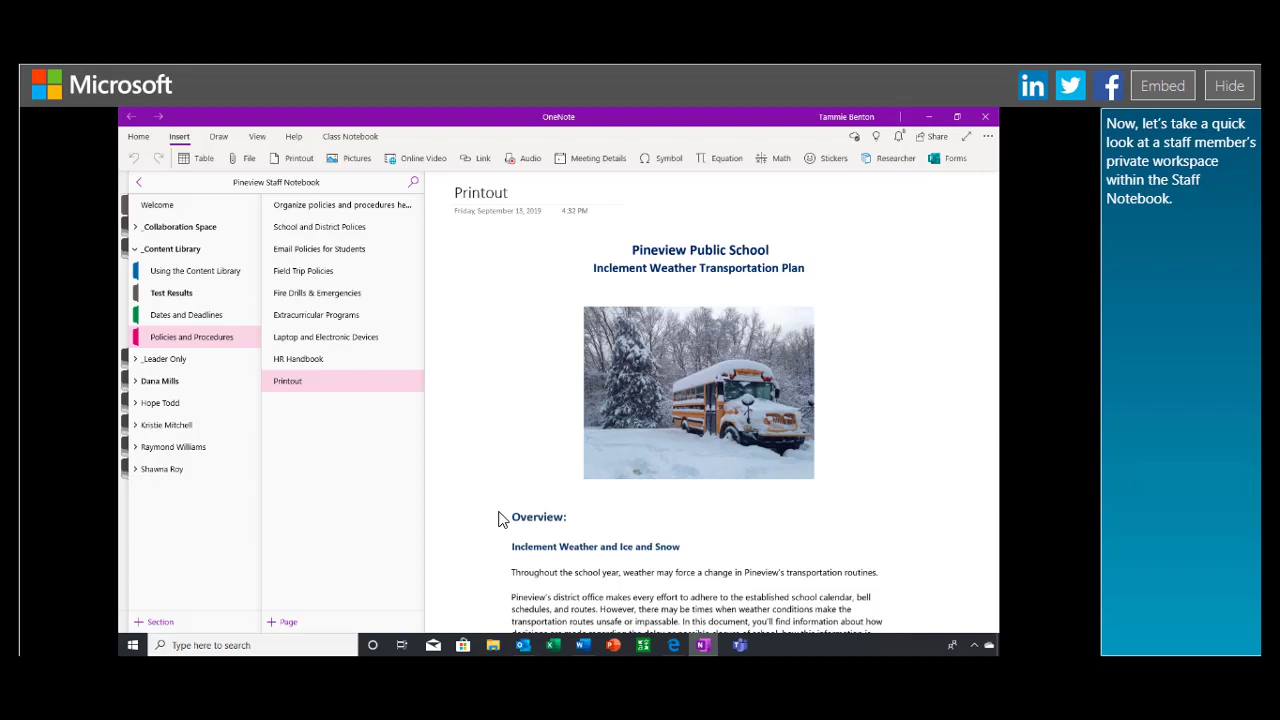 Microsoft
Embed
Hide
OneNote
Tammie Benton
Home
Insert
Draw
View
Help
Class Notebook
Share
Table
File
Printout
Pictures
Online Video
Link
Audio
Meeting Details
Symbol
Equation
Math
Stickers
Researcher
Forms
Pineview Staff Notebook
Welcome
_Collaboration Space
_Content Library
Using the Content Library
Test Results
Dates and Deadlines
Policies and Procedures
_Leader Only
Dana Mills
Hope Todd
Kristie Mitchell
Raymond Williams
Shawna Roy
Section
Organize policies and procedures he...
School and District Polices
Email Policies for Students
Field Trip Policies
Fire Drills & Emergencies
Extracurricular Programs
Laptop and Electronic Devices
HR Handbook
Printout
Page
Printout
Friday, September 13, 2019 4:32 PM
Pineview Public School
Inclement Weather Transportation Plan
Overview:
Inclement Weather and Ice and Snow
Throughout the school year, weather may force a change in Pineview's transportation routines.
Pineview's district office makes every effort to adhere to the established school calendar, bell
schedules, and routes. However, there may be times when weather conditions make the
transportation routes unsafe or impassable. In this document, you'll find information about how
Type here to search
Now, let's take a quick
look at a staff member's
private workspace
within the Staff
Notebook.